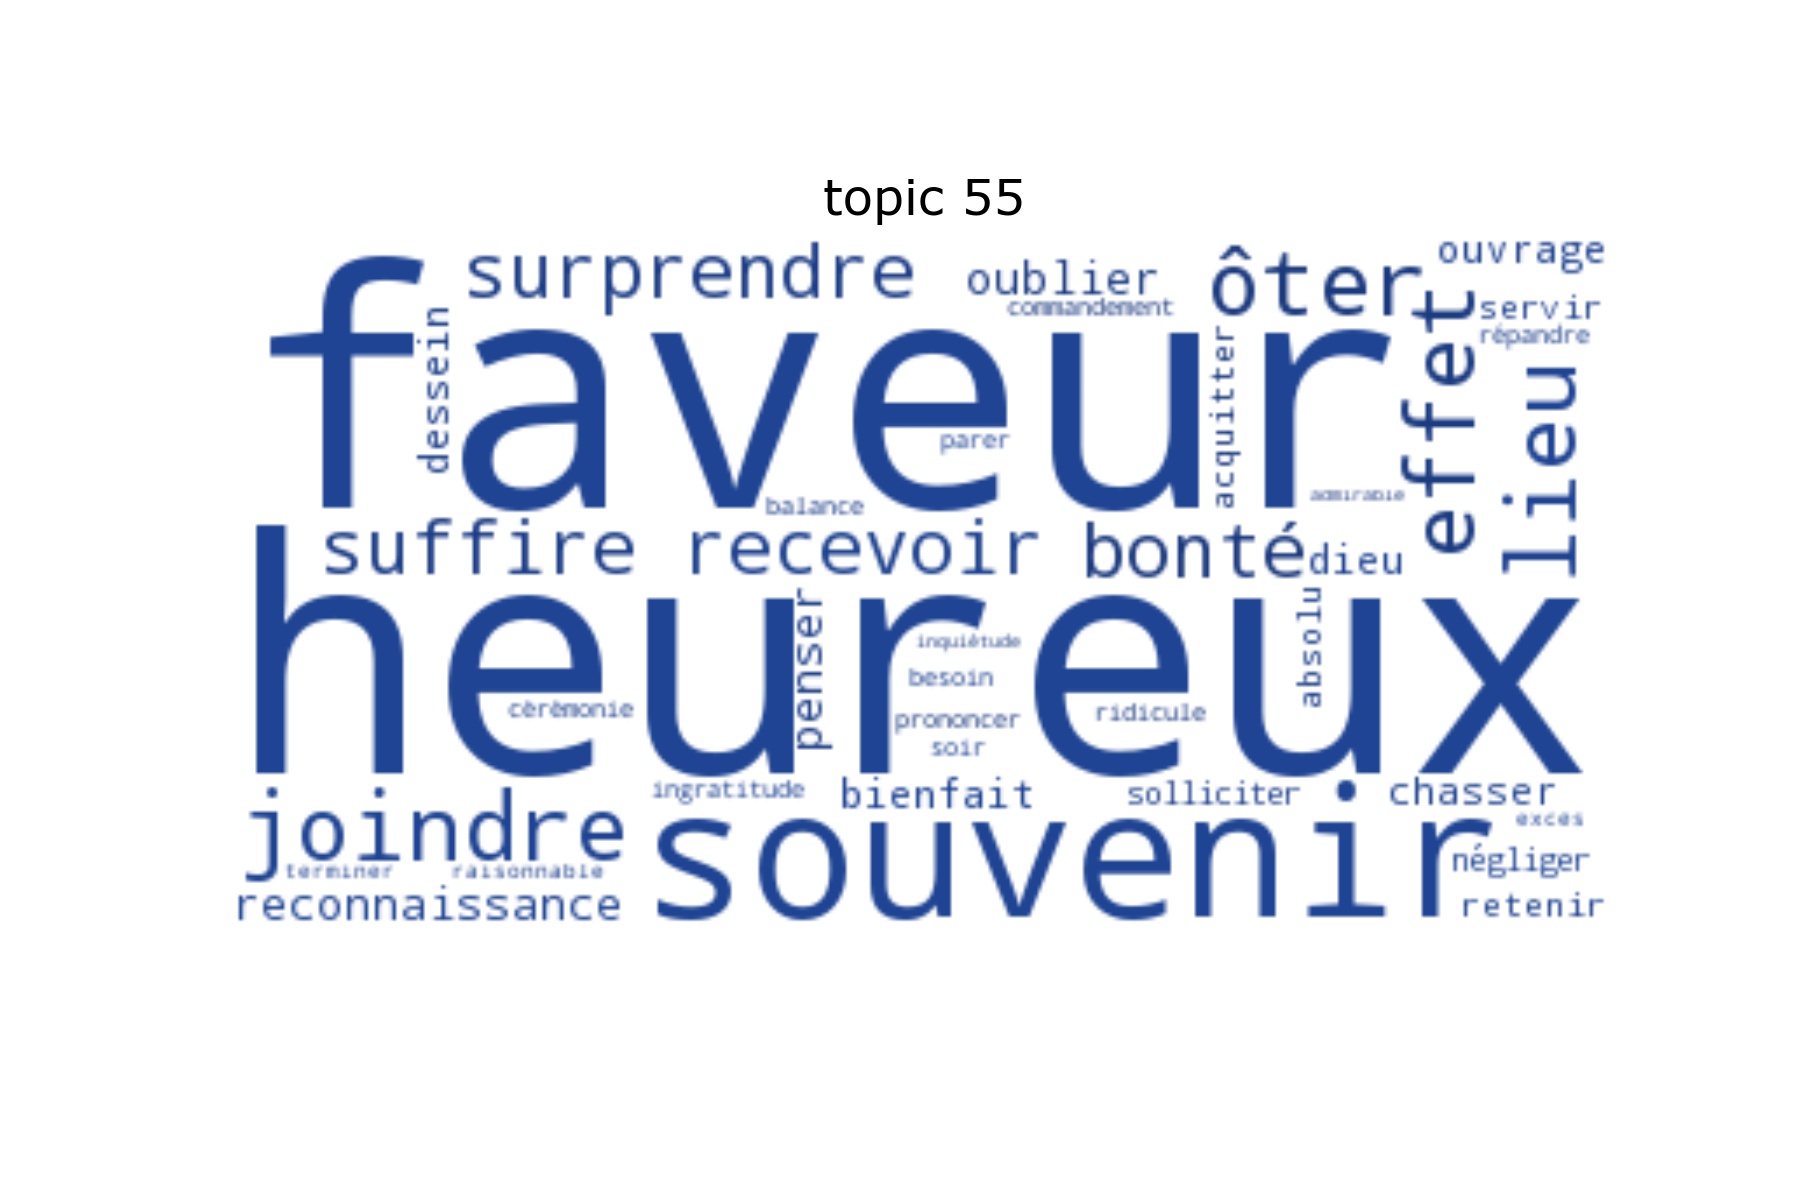 topic 55
surprendre
oublier
commandement
ôter
ouvrage
servir
répandre
effet
lieu
dessein
faveur
parer
balance
acquitter
admirable
suffire
recevoir
bonté
dieu
heureux
penser
inquiétude
besoin
prononcer
soir
cérémonie
ridicule
absolu
ingratitude
bienfait
solliciter
chasser
excès
joindre
terminer
raisonnable
souvenir
négliger
reconnaissance
retenir